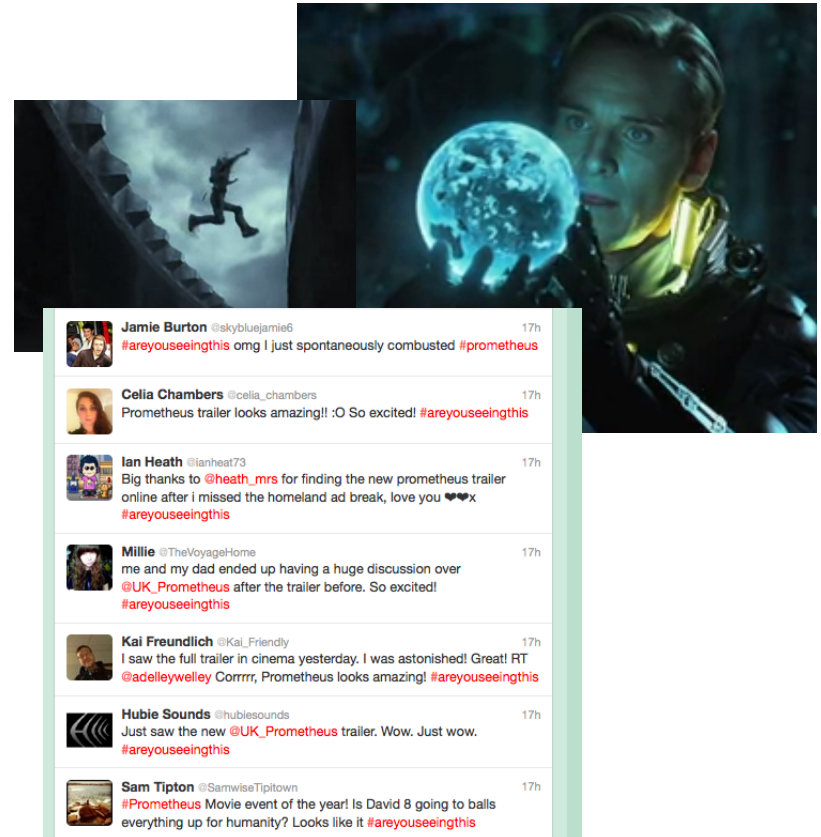 Jamie Burton @skybluejamie6 17h
#areyouseeingthis omg I just spontaneously combusted #prometheus
Celia Chambers @celia_chambers 17h
Prometheus trailer looks amazing!! :O So excited! #areyouseeingthis
Ian Heath @ianheat73 17h
Big thanks to @heath_mrs for finding the new prometheus trailer
online after i missed the homeland ad break, love you ❤❤x
#areyouseeingthis
Millie @TheVoyageHome 17h
me and my dad ended up having a huge discussion over
@UK_Prometheus after the trailer before. So excited!
#areyouseeingthis
Kai Freundlich @Kai_Friendly 17h
I saw the full trailer in cinema yesterday. I was astonished! Great! RT
@adelleywelley Corrrrr, Prometheus looks amazing! #areyouseeingthis
Hubie Sounds @hubiesounds 17h
Just saw the new @UK_Prometheus trailer. Wow. Just wow.
#areyouseeingthis
Sam Tipton @SamwiseTipitown 17h
#Prometheus Movie event of the year! Is David 8 going to balls
everything up for humanity? Looks like it #areyouseeingthis